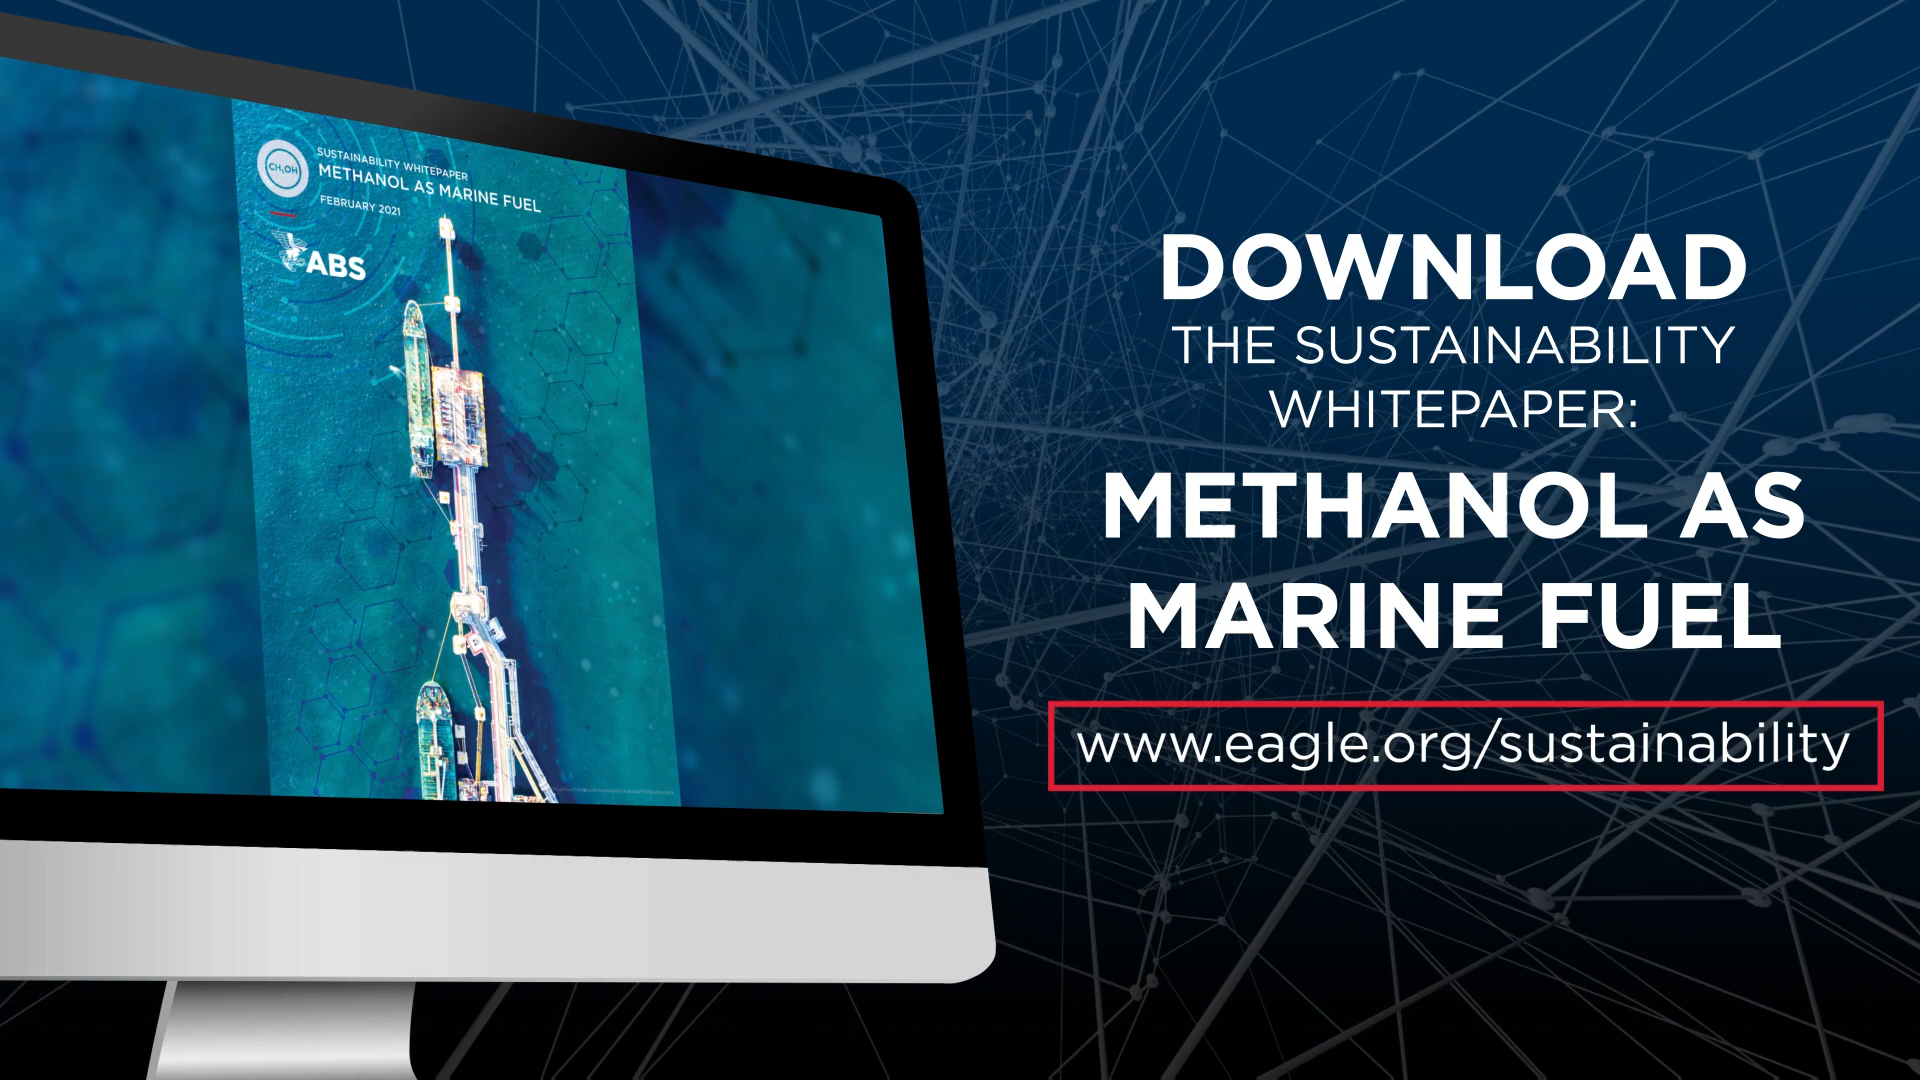 CH₃OH
SUSTAINABILITY WHITEPAPER
METHANOL AS MARINE FUEL
FEBRUARY 2021
ABS
DOWNLOAD
THE SUSTAINABILITY
WHITEPAPER:
METHANOL AS
MARINE FUEL
www.eagle.org/sustainability